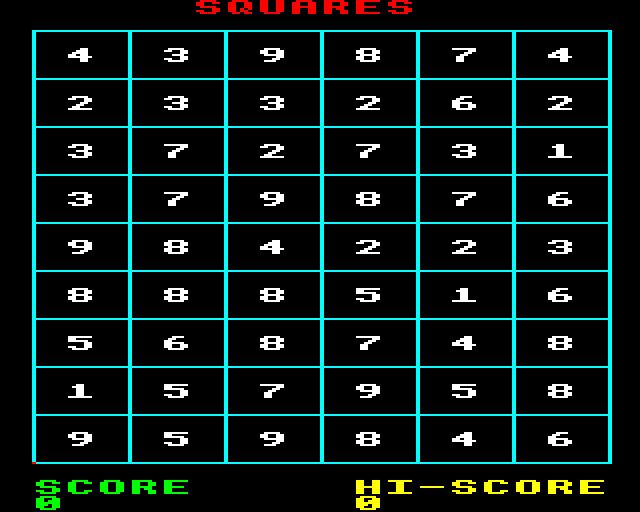 SQUARES
4 3 9 8 7 4
2 3 3 2 6 2
3 7 2 7 3 1
3 7 9 8 7 6
9 8 4 2 2 3
8 8 8 5 1 6
5 6 8 7 4 8
1 5 7 9 5 8
9 5 9 8 4 6
SCORE HI-SCORE
0 0